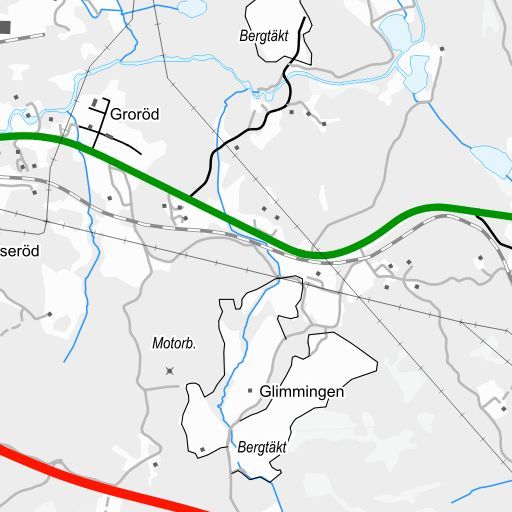 Bergtäkt
Groröd
seröd
Motorb.
Glimmingen
Bergtäkt